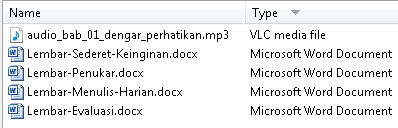 Name Type
audio_bab_01_dengar_perhatikan.mp3 VLC media file
Lembar-Sederet-Keinginan.docx Microsoft Word Document
Lembar-Penukar.docx Microsoft Word Document
Lembar-Menulis-Harian.docx Microsoft Word Document
Lembar-Evaluasi.docx Microsoft Word Document